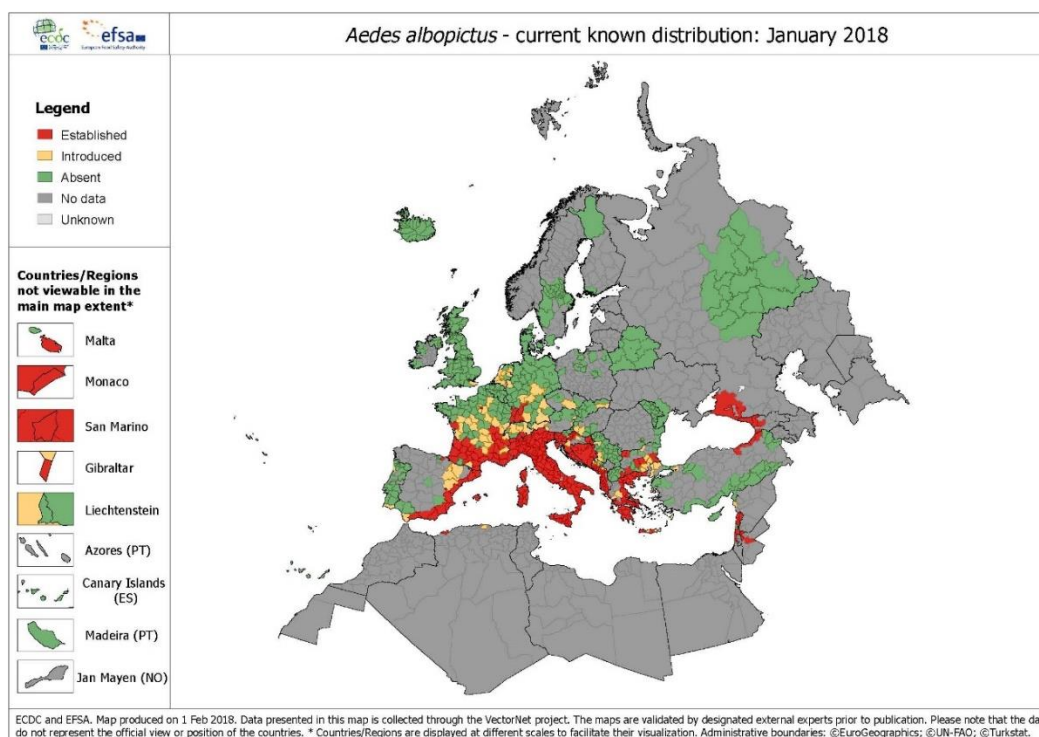 ecdc
efsa
European Food Safety Authority
Aedes albopictus - current known distribution: January 2018
Legend
Established
Introduced
Absent
No data
Unknown
Countries/Regions
not viewable in the
main map extent*
Malta
Monaco
San Marino
Gibraltar
Liechtenstein
Azores (PT)
Canary Islands
(ES)
Madeira (PT)
Jan Mayen (NO)
ECDC and EFSA. Map produced on 1 Feb 2018. Data presented in this map is collected through the VectorNet project. The maps are validated by designated external experts prior to publication. Please note that the da
do not represent the official view or position of the countries. * Countries/Regions are displayed at different scales to facilitate their visualization. Administrative boundaries: ©EuroGeographics; ©UN-FAO; ©Turkstat.